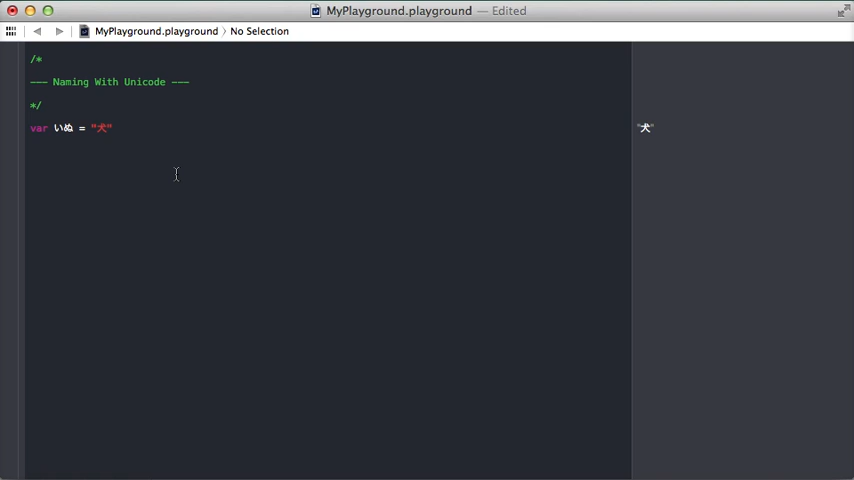 MyPlayground.playground — Edited
MyPlayground.playground 〉 No Selection
/*
--- Naming With Unicode ---
*/
var いぬ = "犬"
"犬"